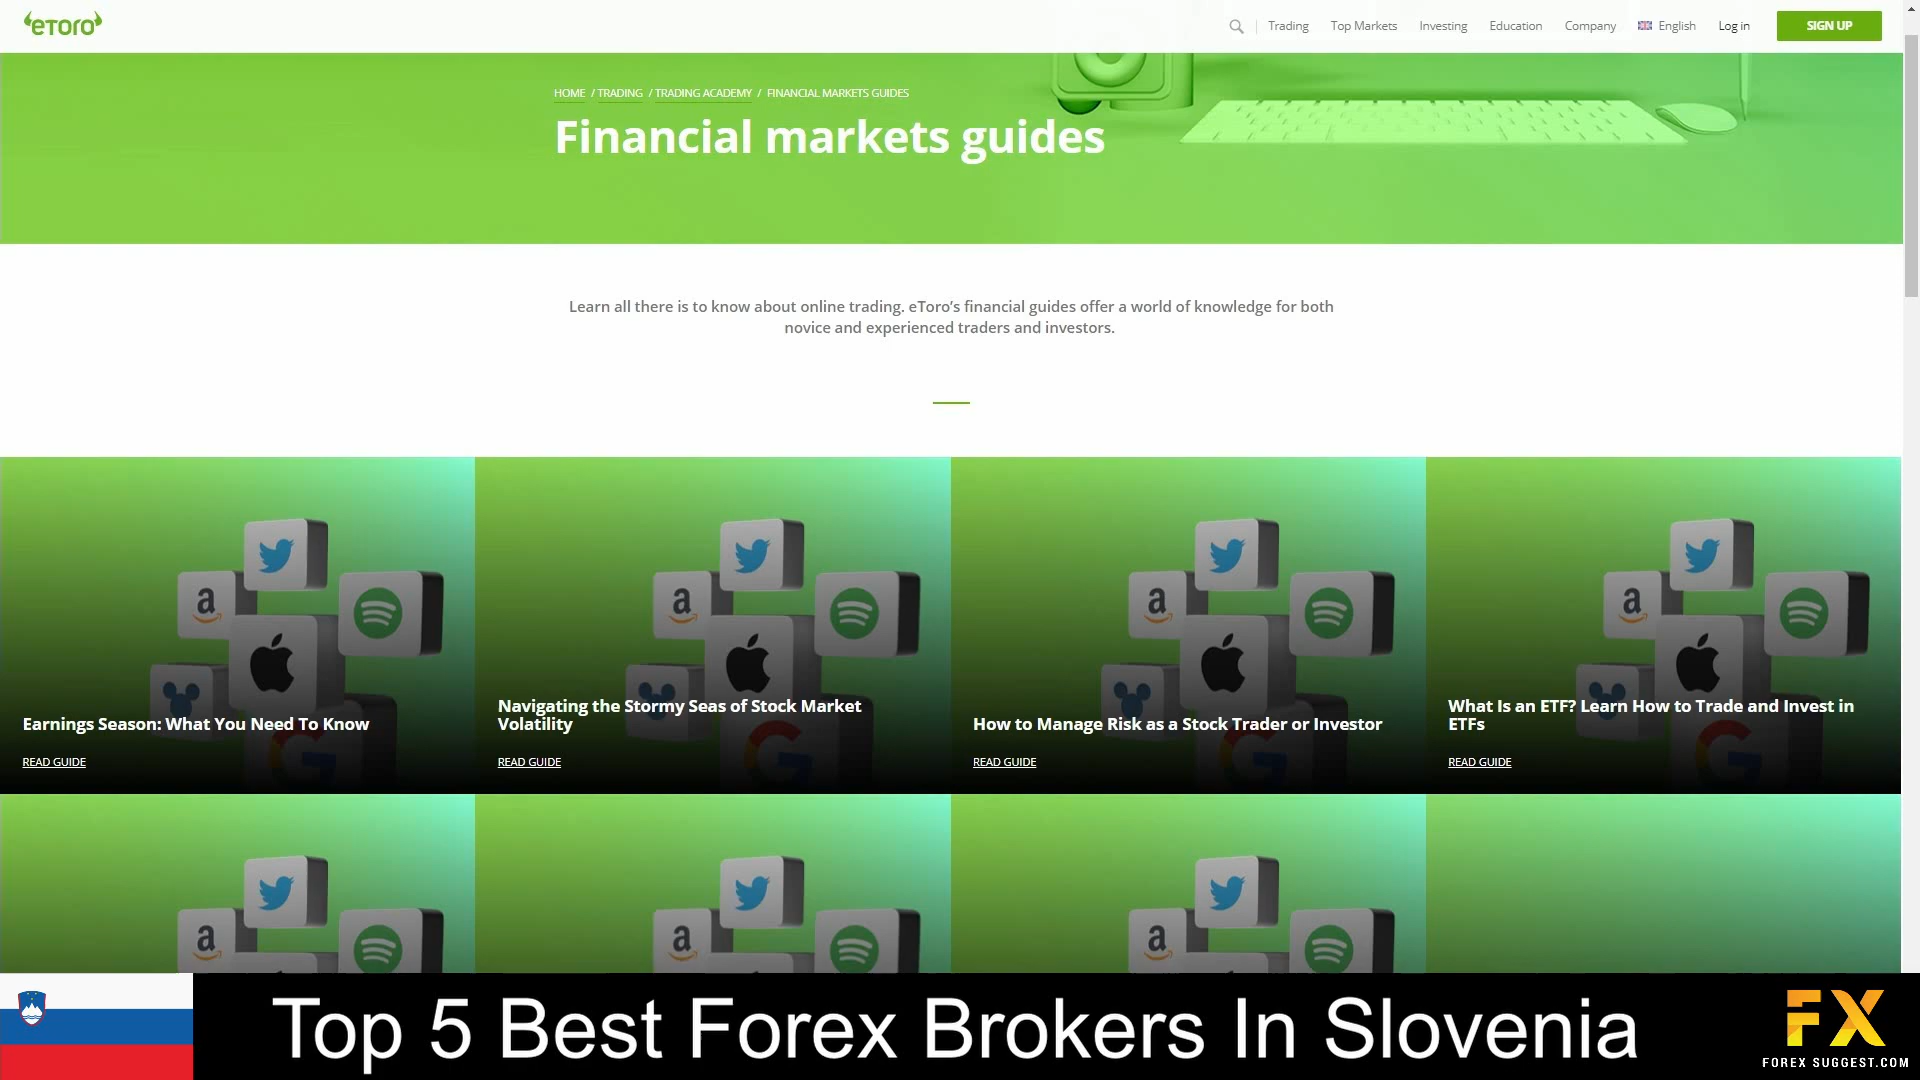 eToro
Trading Top Markets Investing Education Company English Log in SIGN UP
HOME / TRADING / TRADING ACADEMY / FINANCIAL MARKETS GUIDES
Financial markets guides
Learn all there is to know about online trading. eToro’s financial guides offer a world of knowledge for both
novice and experienced traders and investors.
Earnings Season: What You Need To Know
READ GUIDE
Navigating the Stormy Seas of Stock Market
Volatility
READ GUIDE
How to Manage Risk as a Stock Trader or Investor
READ GUIDE
What Is an ETF? Learn How to Trade and Invest in
ETFs
READ GUIDE
Top 5 Best Forex Brokers In Slovenia
FX
FOREX SUGGEST.COM